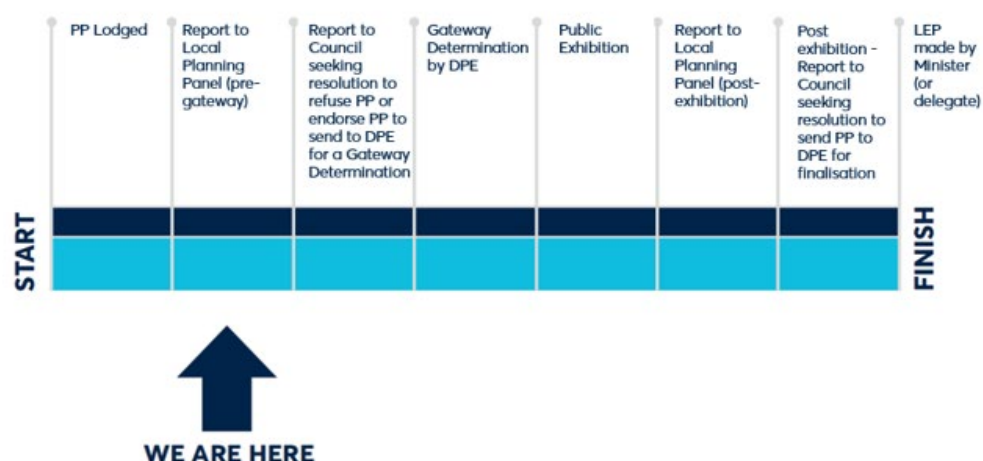 PP Lodged
Report to
Local
Planning
Panel (pre-
gateway)
Report to
Council
seeking
resolution to
refuse PP or
endorse PP to
send to DPE
for a Gateway
Determination
Gateway
Determination
by DPE
Public
Exhibition
Report to
Local
Planning
Panel (post-
exhibition)
Post
exhibition -
Report to
Council
seeking
resolution to
send PP to
DPE for
finalisation
LEP
made by
Minister
(or
delegate)
START
FINISH
WE ARE HERE